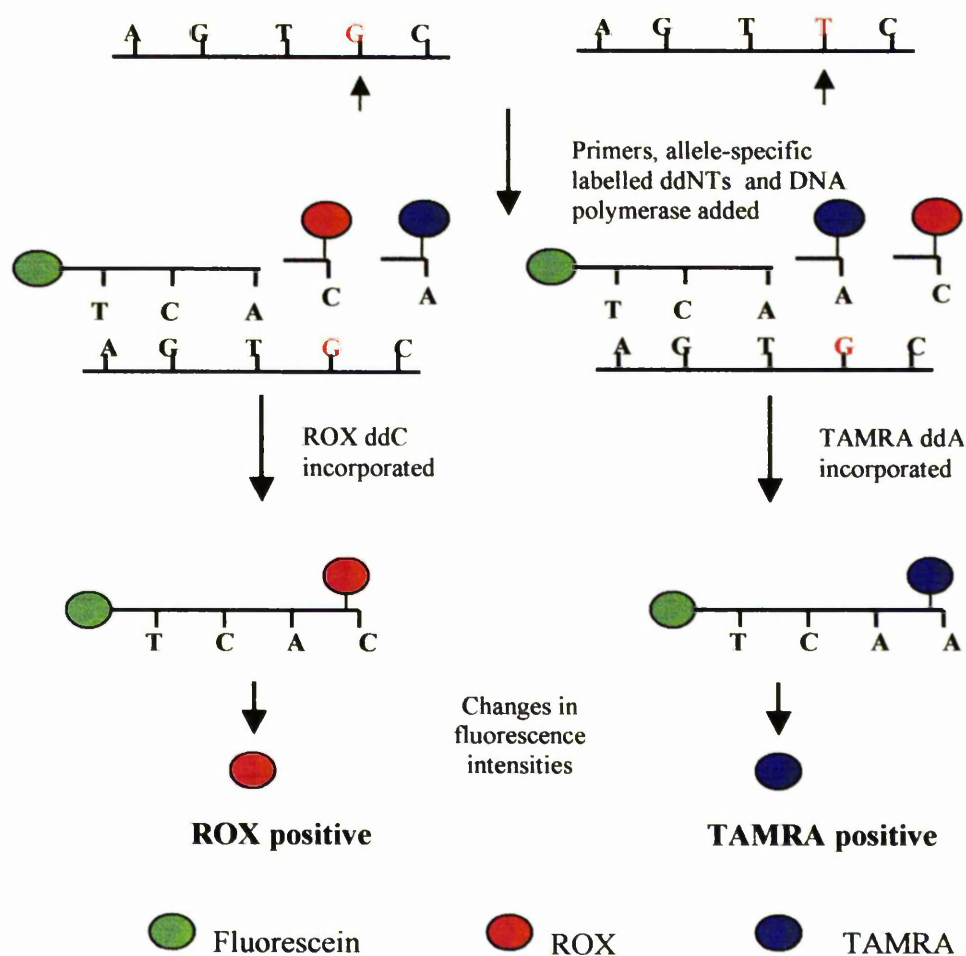 A G T G C
A G T T C
Primers, allele-specific
labelled ddNTs and DNA
polymerase added
T C A C A
T C A A C
A G T G C
A G T G C
ROX ddC
incorporated
TAMRA ddA
incorporated
T C A C
T C A A
Changes in
fluorescence
intensities
ROX positive
TAMRA positive
Fluorescein
ROX
TAMRA